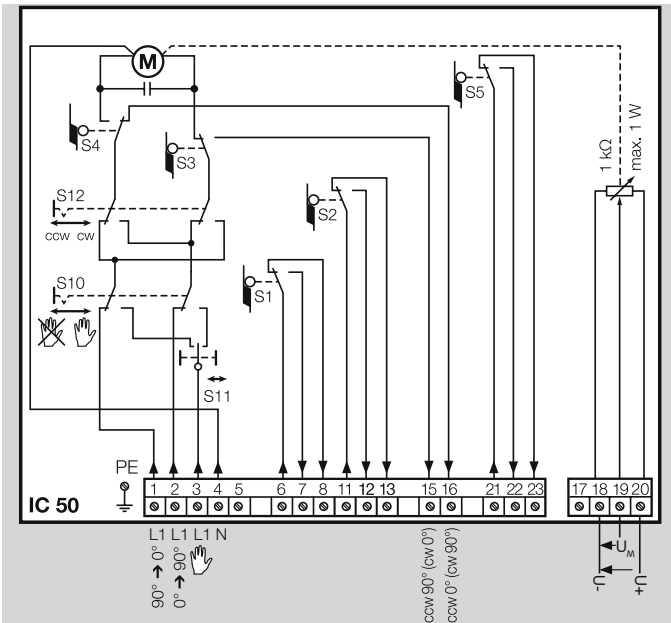 M
S4
S3
S5
1 kΩ
max. 1 W
S12
ccw cw
S2
S10
S1
S11
PE
1 2 3 4 5 6 7 8 11 12 13 15 16 21 22 23 17 18 19 20
IC 50
L1 L1 L1 N
90° → 0°
0° → 90°
ccw 90° (cw 0°)
ccw 0° (cw 90°)
UM
U-
U+